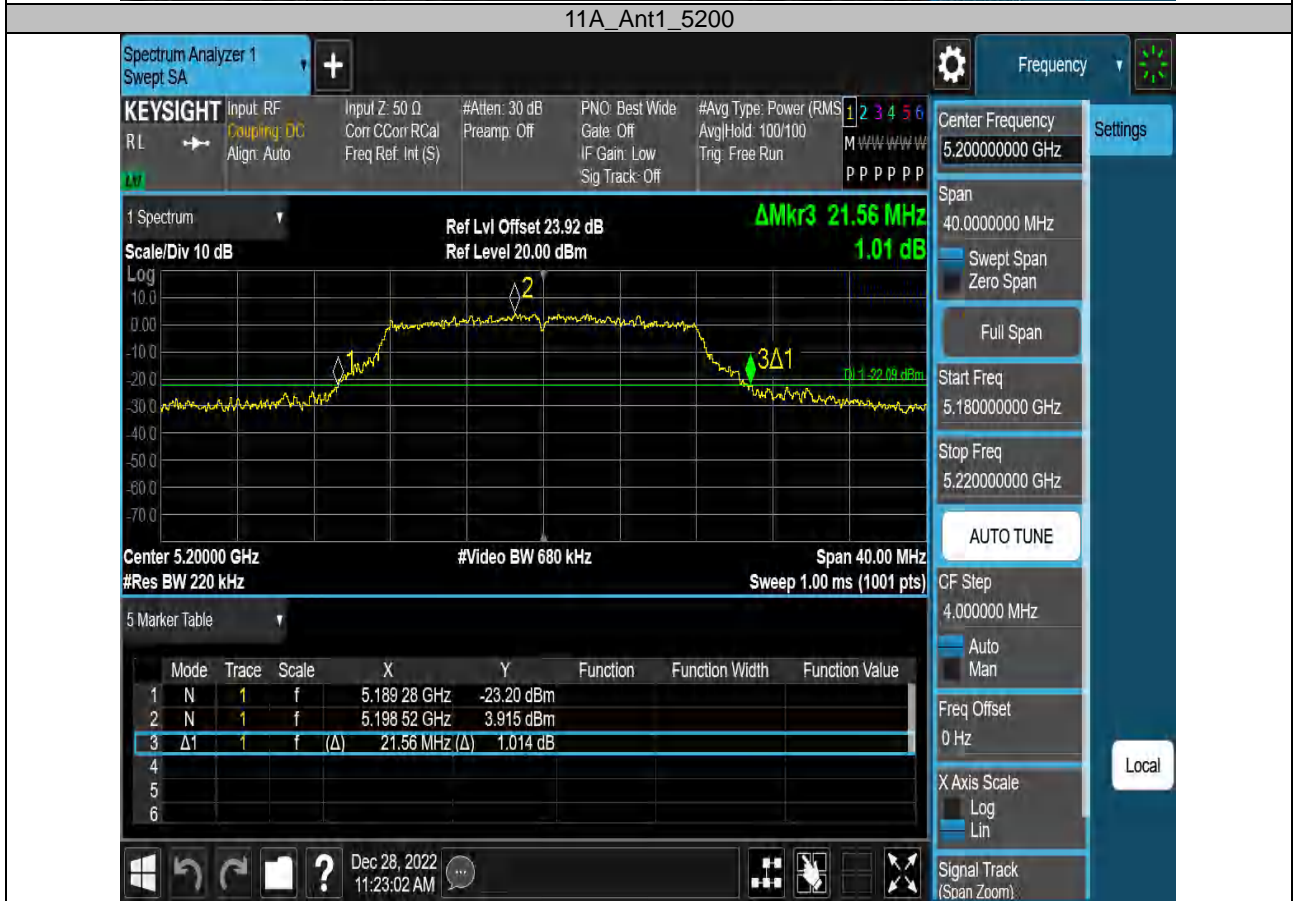 11A_Ant1_5200
Spectrum Analyzer 1
Swept SA
+
Frequency
KEYSIGHT
RL
Input: RF
Coupling: DC
Align: Auto
Input Z: 50 Ω
Corr CCorr RCal
Freq Ref: Int (S)
#Atten: 30 dB
Preamp: Off
PNO: Best Wide
Gate: Off
IF Gain: Low
Sig Track: Off
#Avg Type: Power (RMS
Avg|Hold: 100/100
Trig: Free Run
1 2 3 4 5 6
M W W W W W
P P P P P P
1 Spectrum
Scale/Div 10 dB
Ref Lvl Offset 23.92 dB
Ref Level 20.00 dBm
ΔMkr3 21.56 MHz
1.01 dB
Log
10.0
0.00
-10.0
-20.0
-30.0
-40.0
-50.0
-60.0
-70.0
2
1
3Δ1
DL1 -22.09 dBm
Center 5.20000 GHz
#Video BW 680 kHz
Span 40.00 MHz
#Res BW 220 kHz
Sweep 1.00 ms (1001 pts)
5 Marker Table
Mode Trace Scale X Y Function Function Width Function Value
1 N 1 f 5.189 28 GHz -23.20 dBm
2 N 1 f 5.198 52 GHz 3.915 dBm
3 Δ1 1 f (Δ) 21.56 MHz (Δ) 1.014 dB
4
5
6
?
Dec 28, 2022
11:23:02 AM
Center Frequency
5.200000000 GHz
Settings
Span
40.0000000 MHz
Swept Span
Zero Span
Full Span
Start Freq
5.180000000 GHz
Stop Freq
5.220000000 GHz
AUTO TUNE
CF Step
4.000000 MHz
Auto
Man
Freq Offset
0 Hz
X Axis Scale
Log
Lin
Local
Signal Track
(Span Zoom)